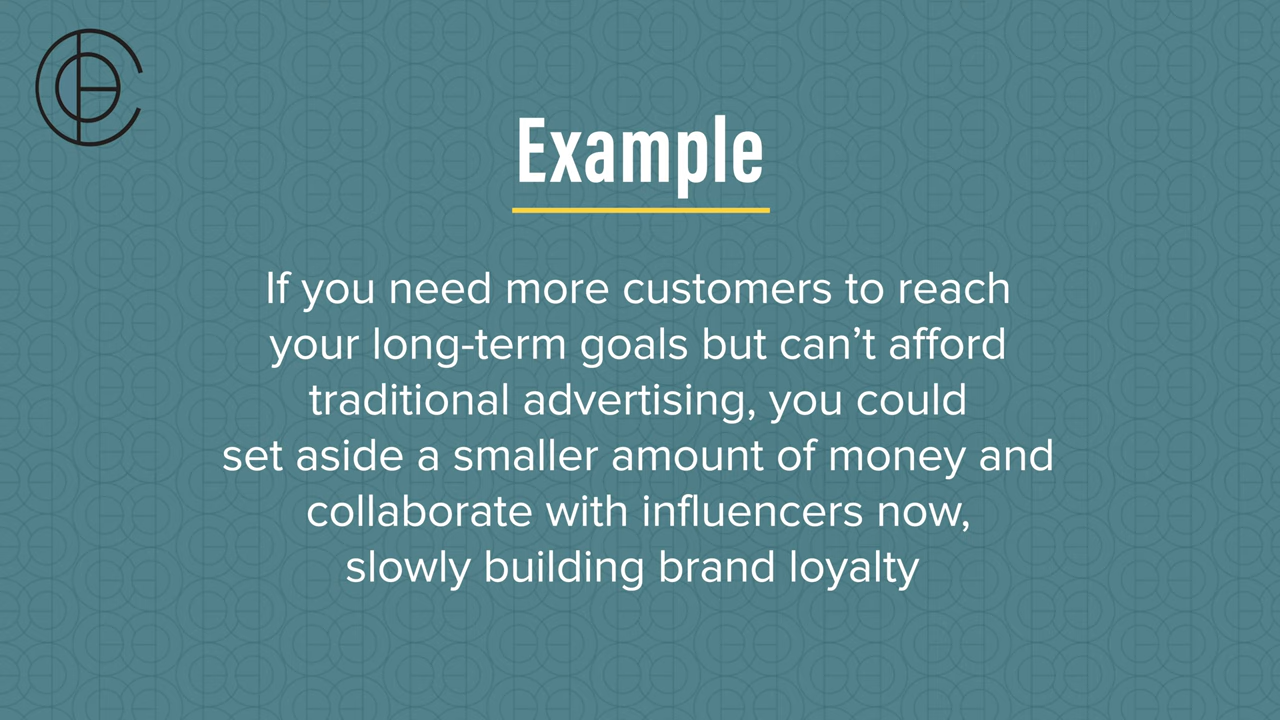 Example
If you need more customers to reach
your long-term goals but can’t afford
traditional advertising, you could
set aside a smaller amount of money and
collaborate with influencers now,
slowly building brand loyalty